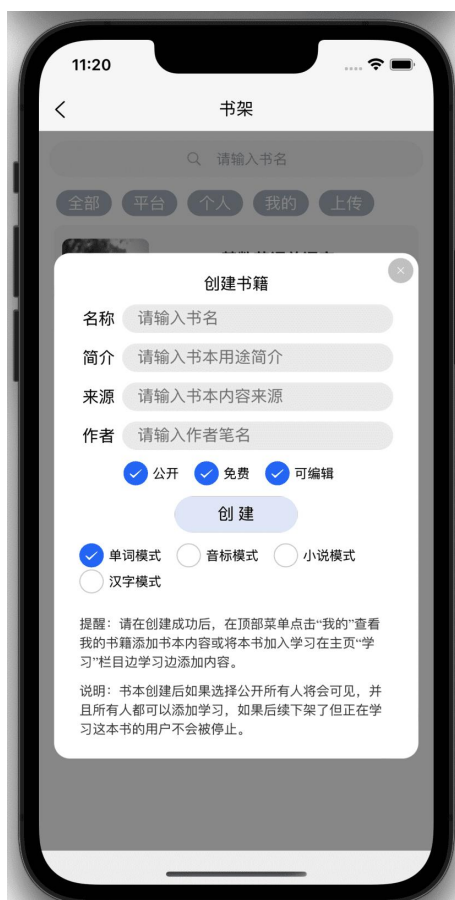 11:20
书架
请输入书名
全部 平台 个人 我的 上传
创建书籍
名称 请输入书名
简介 请输入书本用途简介
来源 请输入书本内容来源
作者 请输入作者笔名
公开 免费 可编辑
创 建
单词模式 音标模式 小说模式
汉字模式
提醒：请在创建成功后，在顶部菜单点击“我的”查看
我的书籍添加书本内容或将本书加入学习在主页“学
习”栏目边学习边添加内容。
说明：书本创建后如果选择公开所有人将会可见，并
且所有人都可以添加学习，如果后续下架了但正在学
习这本书的用户不会被停止。